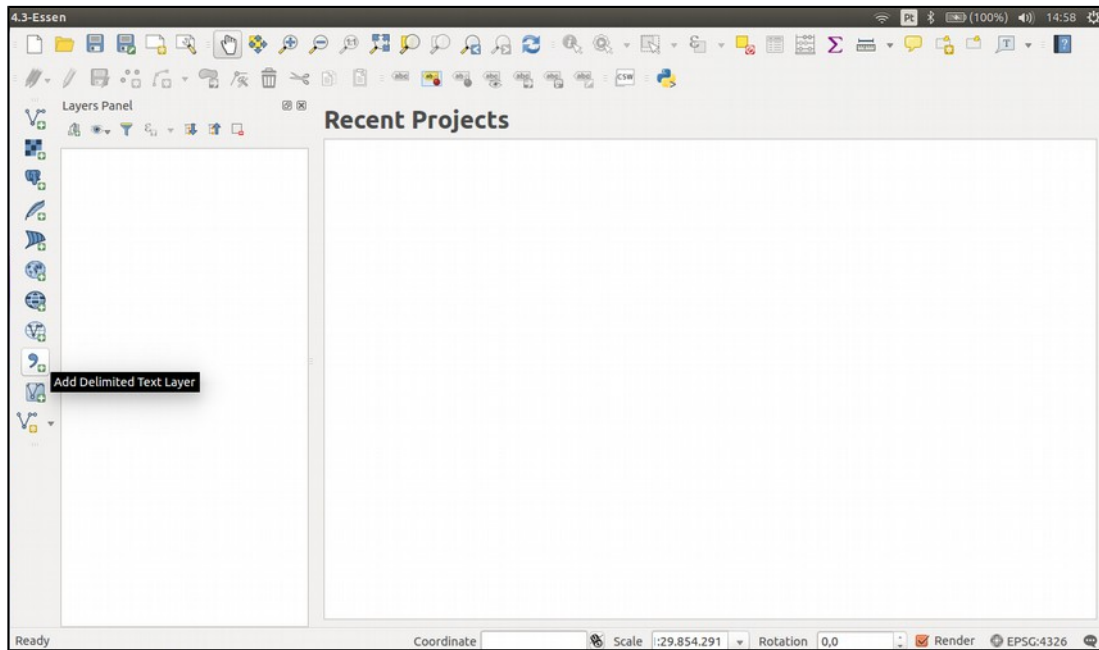 4.3-Essen
Pt (100%) 14:58
Layers Panel
Recent Projects
Add Delimited Text Layer
Ready Coordinate Scale :29.854.291 Rotation 0,0 Render EPSG:4326
abc
CSW